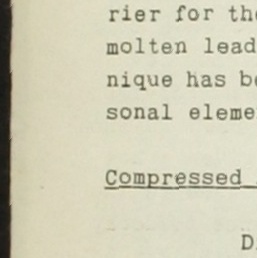 rier for the
molten lead
nique has be
sonal eleme
Compressed
D